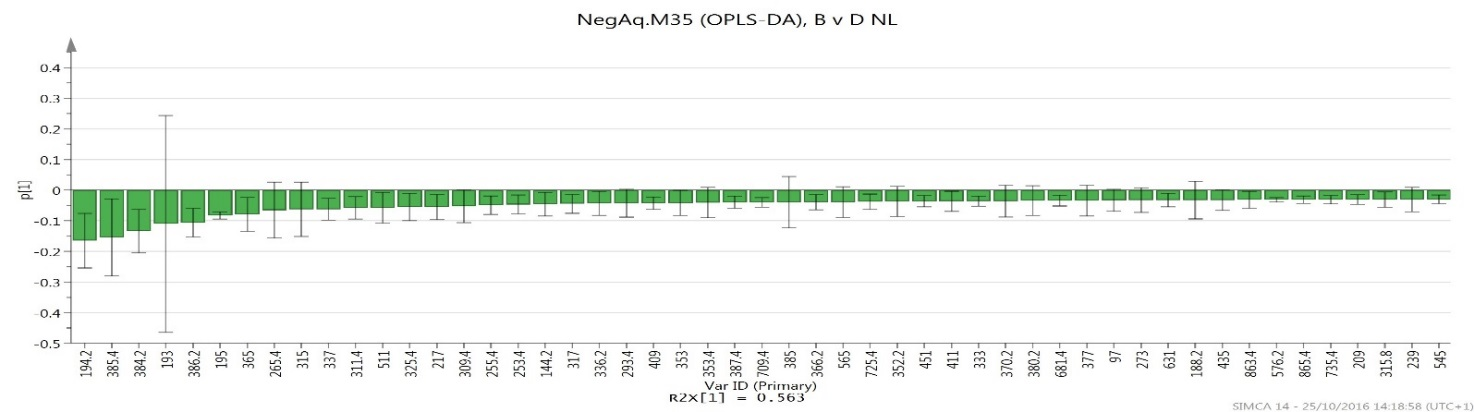 NegAq.M35 (OPLS-DA), B v D NL
0.4
0.3
0.2
0.1
0
-0.1
-0.2
-0.3
-0.4
-0.5
p[1]
194.2 385.4 384.2 193 386.2 195 365 265.4 315 337 311.4 511 325.4 217 309.4 255.4 253.4 144.2 317 336.2 293.4 409 353 353.4 387.4 709.4 385 366.2 565 725.4 352.2 451 411 333 370.2 380.2 681.4 377 97 273 631 188.2 435 863.4 576.2 865.4 735.4 209 315.8 239 545
Var ID (Primary)
R2X[1] = 0.563
SIMCA 14 - 25/10/2016 14:18:58 (UTC+1)